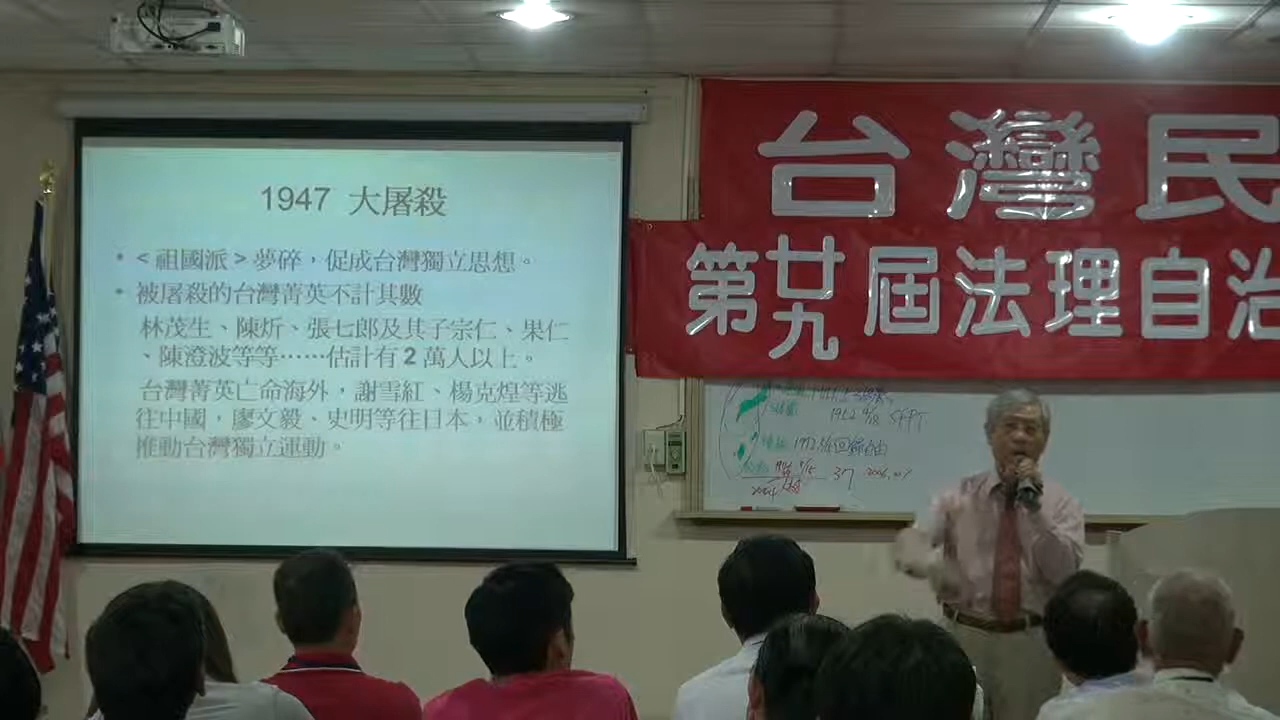 1947 大屠殺
• <祖國派>夢碎，促成台灣獨立思想。
• 被屠殺的台灣菁英不計其數
林茂生、陳炘、張七郎及其子宗仁、果仁
、陳澄波等等……估計有2萬人以上。
台灣菁英亡命海外，謝雪紅、楊克煌等逃
往中國，廖文毅、史明等往日本，並積極
推動台灣獨立運動。
台灣民
第廿九屆法理自治
1952 4/28 SFPT